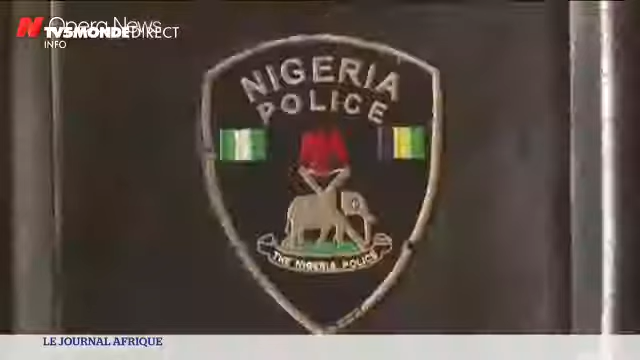 Opera News
TV5MONDE DIRECT
INFO
NIGERIA
POLICE
THE NIGERIA POLICE
LE JOURNAL AFRIQUE